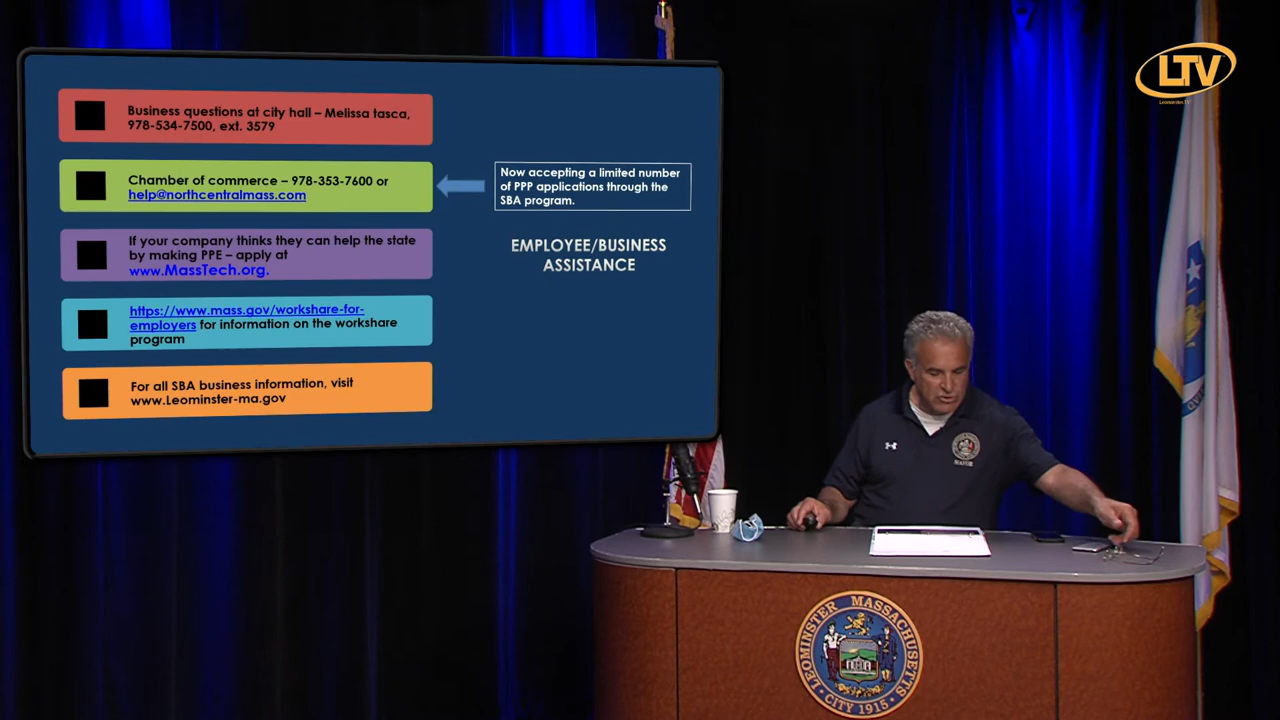 Business questions at city hall – Melissa tasca,
978-534-7500, ext. 3579
Chamber of commerce – 978-353-7600 or
help@northcentralmass.com
Now accepting a limited number
of PPP applications through the
SBA program.
EMPLOYEE/BUSINESS
ASSISTANCE
If your company thinks they can help the state
by making PPE – apply at
www.MassTech.org.
https://www.mass.gov/workshare-for-
employers for information on the workshare
program
For all SBA business information, visit
www.Leominster-ma.gov
LTV
Leominster.TV
MAYOR
LEOMINSTER MASSACHUSETTS
CITY 1915